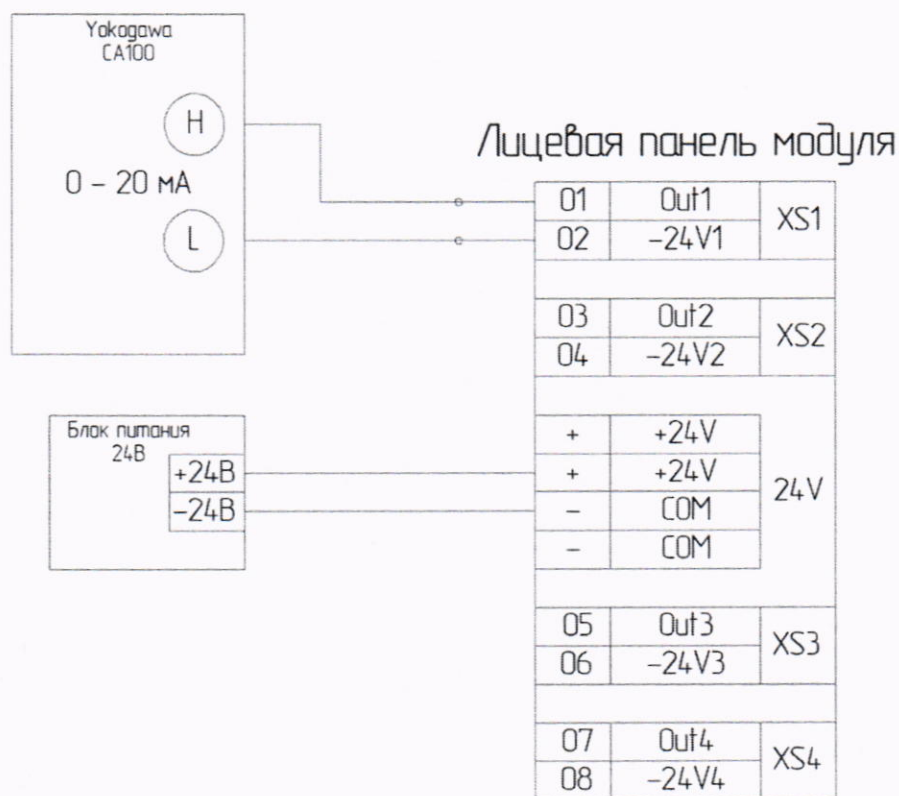 Yokogawa
CA100
H
0 – 20 мА
L
Лицевая панель модуля
01 Out1 XS1
02 –24V1
03 Out2 XS2
04 –24V2
Блок питания
24В
+24В
–24В
+ +24V
+ +24V
24V
– COM
– COM
05 Out3 XS3
06 –24V3
07 Out4 XS4
08 –24V4